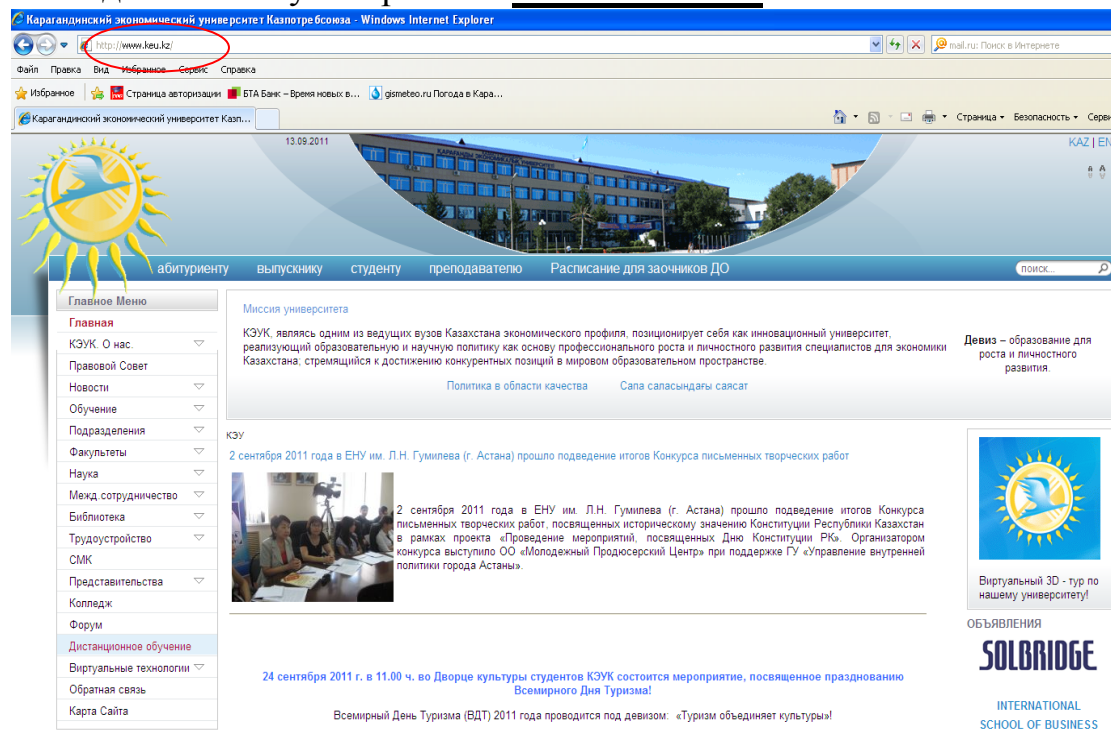 Карагандинский экономический университет Казпотребсоюза - Windows Internet Explorer
http://www.keu.kz/
mail.ru: Поиск в Интернете
Файл Правка Вид Избранное Сервис Справка
Избранное Страница авторизации БТА Банк – Время новых в... gismeteo.ru Погода в Кара...
Карагандинский экономический университет Казп...
Страница Безопасность Серви
13.09.2011
KAZ | EN
абитуриенту выпускнику студенту преподавателю Расписание для заочников ДО
поиск...
Главное Меню
Главная
КЭУК. О нас.
Правовой Совет
Новости
Обучение
Подразделения
Факультеты
Наука
Межд.сотрудничество
Библиотека
Трудоустройство
СМК
Представительства
Колледж
Форум
Дистанционное обучение
Виртуальные технологии
Обратная связь
Карта Сайта
Миссия университета
КЭУК, являясь одним из ведущих вузов Казахстана экономического профиля, позиционирует себя как инновационный университет,
реализующий образовательную и научную политику как основу профессионального роста и личностного развития специалистов для экономики
Казахстана; стремящийся к достижению конкурентных позиций в мировом образовательном пространстве.
Политика в области качества Сапа саласындағы саясат
Девиз – образование для
роста и личностного
развития.
КЭУ
2 сентября 2011 года в ЕНУ им. Л.Н. Гумилева (г. Астана) прошло подведение итогов Конкурса письменных творческих работ
2 сентября 2011 года в ЕНУ им. Л.Н. Гумилева (г. Астана) прошло подведение итогов Конкурса
письменных творческих работ, посвященных историческому значению Конституции Республики Казахстан
в рамках проекта «Проведение мероприятий, посвященных Дню Конституции РК». Организатором
конкурса выступило ОО «Молодежный Продюсерский Центр» при поддержке ГУ «Управление внутренней
политики города Астаны».
24 сентября 2011 г. в 11.00 ч. во Дворце культуры студентов КЭУК состоится мероприятие, посвященное празднованию
Всемирного Дня Туризма!
Всемирный День Туризма (ВДТ) 2011 года проводится под девизом: «Туризм объединяет культуры»!
Виртуальный 3D - тур по
нашему университету!
ОБЪЯВЛЕНИЯ
SOLBRIDGE
INTERNATIONAL
SCHOOL OF BUSINESS